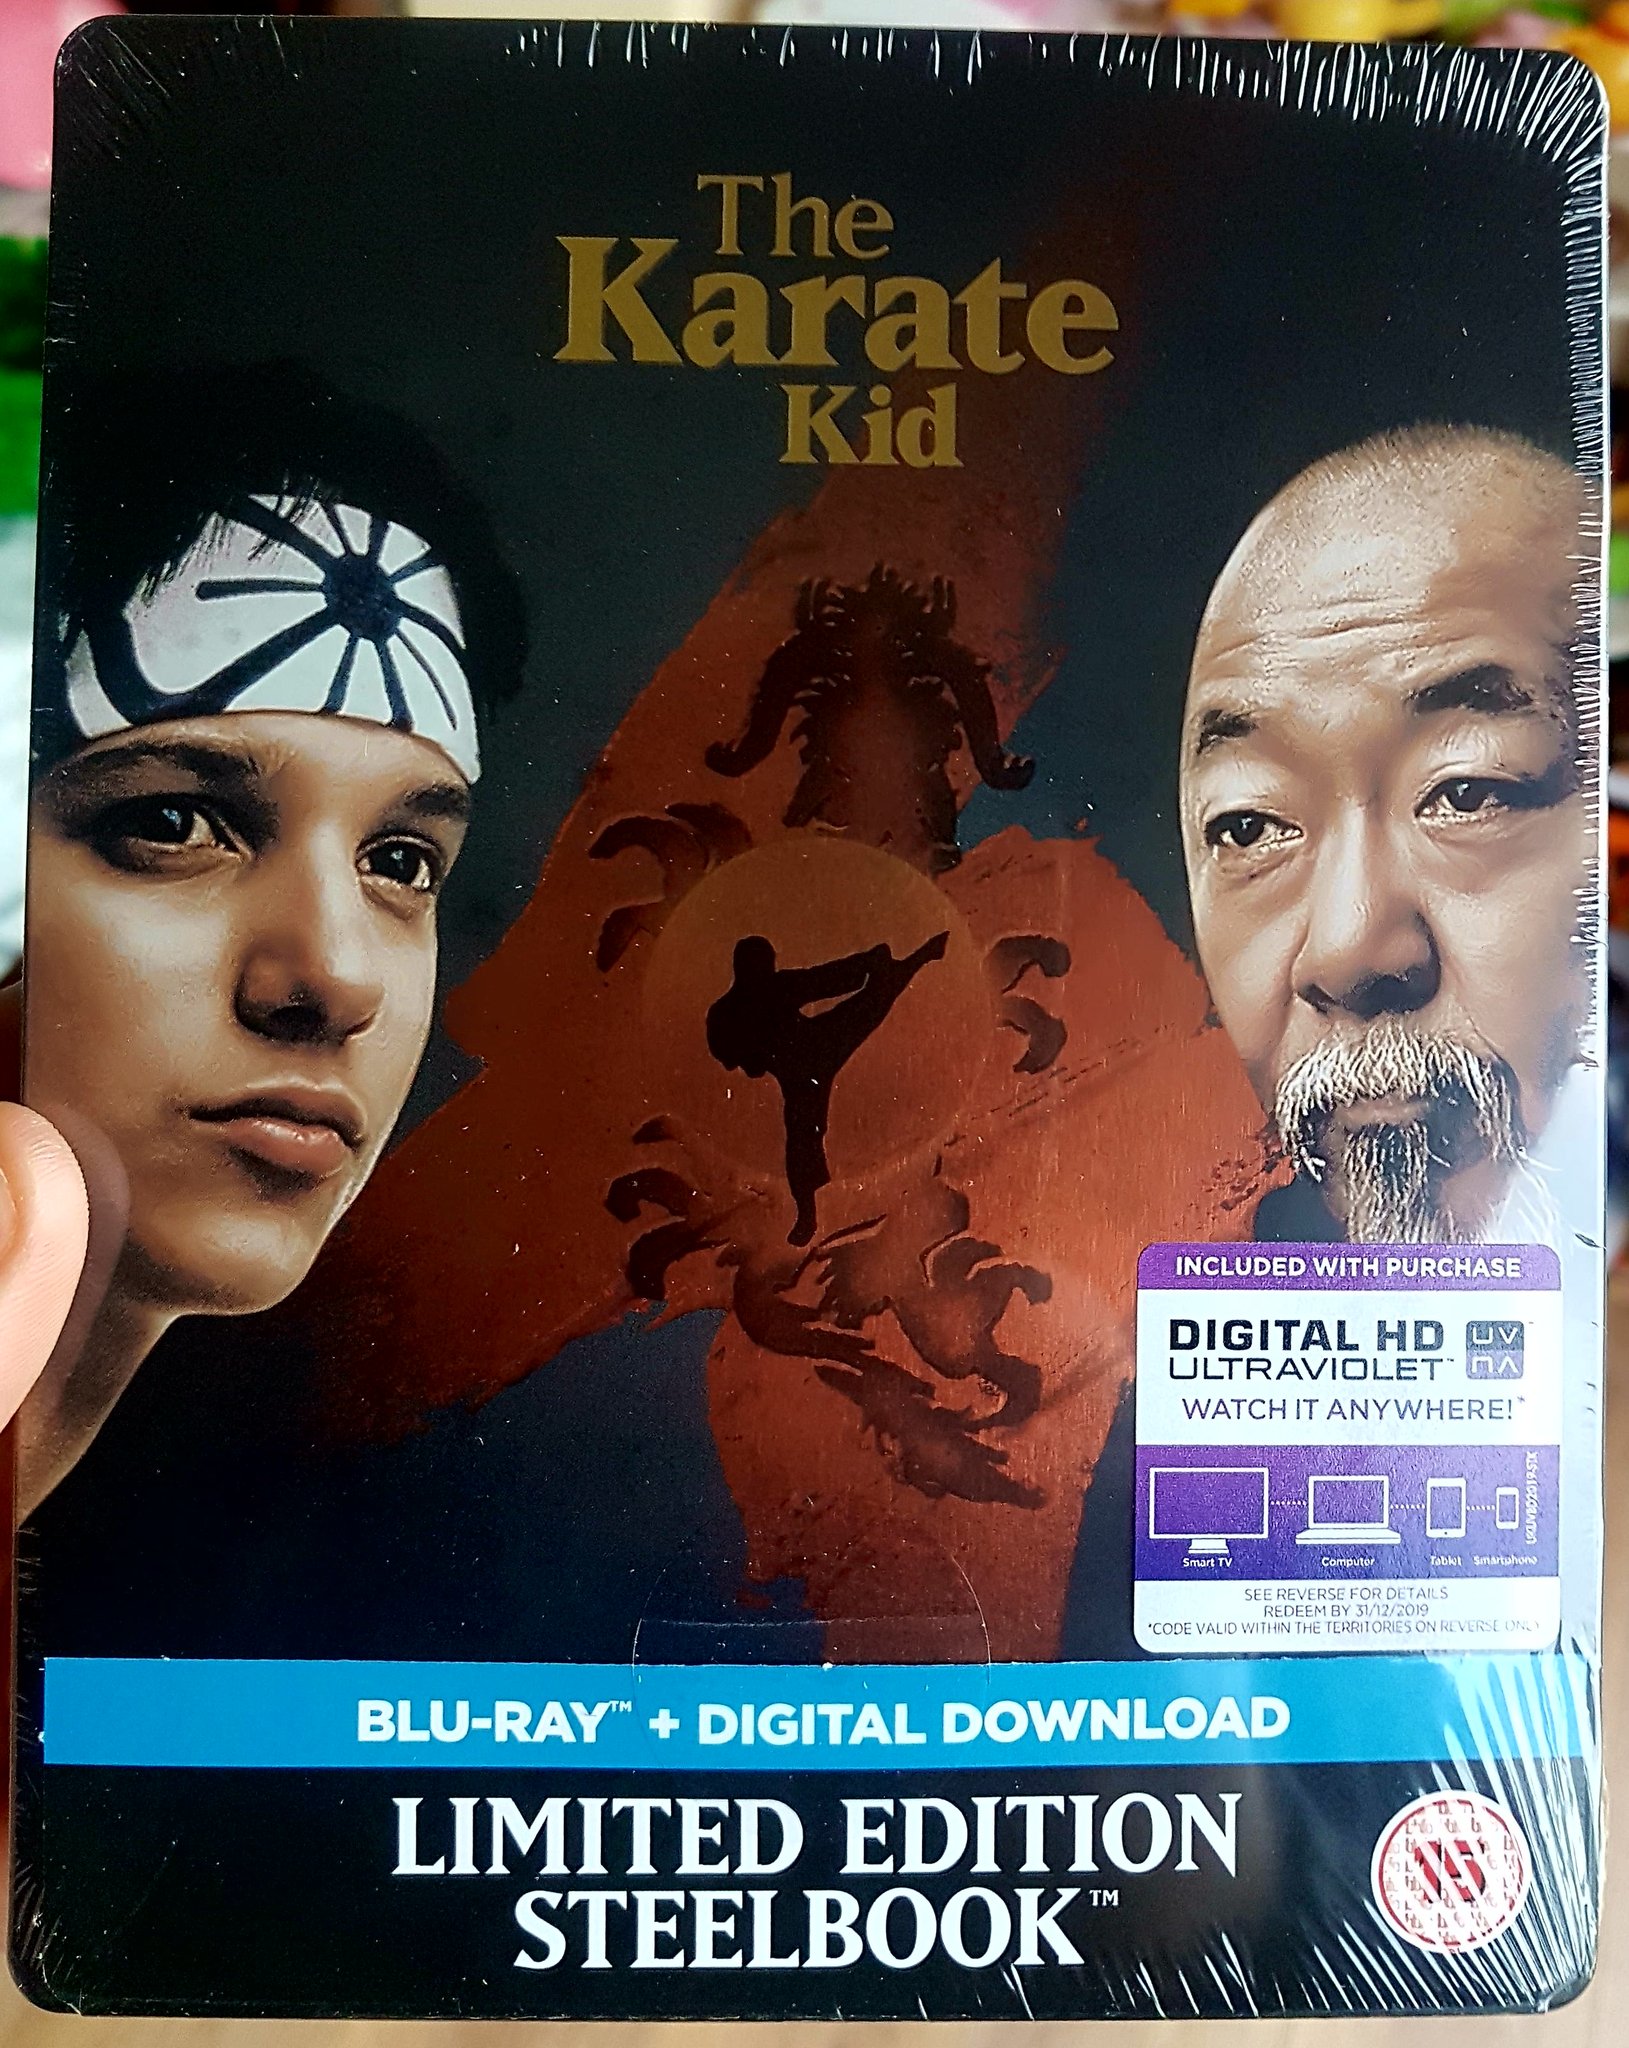 The
Karate
Kid
INCLUDED WITH PURCHASE
DIGITAL HD
ULTRAVIOLET™
UV™
WATCH IT ANYWHERE!*
Smart TV
Computer
Tablet
Smartphone
SEE REVERSE FOR DETAILS
REDEEM BY 31/12/2019
*CODE VALID WITHIN THE TERRITORIES ON REVERSE ONLY
BLU-RAY™ + DIGITAL DOWNLOAD
LIMITED EDITION
STEELBOOK™
15